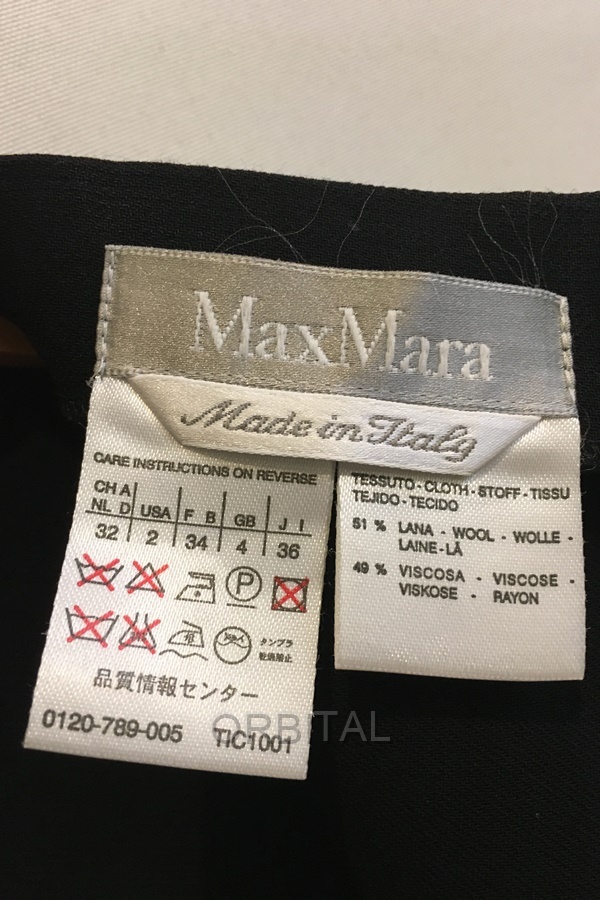 MaxMara
Made in Italy
CARE INSTRUCTIONS ON REVERSE
CH A
NL D USA F B GB J I
32 2 34 4 36
P
タンブラ
乾燥禁止
品質情報センター
0120-789-005 TIC1001
TESSUTO - CLOTH - STOFF - TISSU
TEJIDO - TECIDO
51 % LANA - WOOL - WOLLE -
LAINE - LÃ
49 % VISCOSA - VISCOSE -
VISKOSE - RAYON
ORBITAL